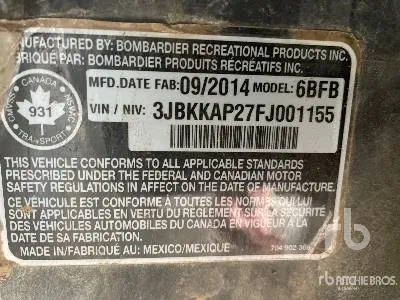 MANUFACTURED BY: BOMBARDIER RECREATIONAL PRODUCTS INC.
FABRIQUÉ PAR: BOMBARDIER PRODUITS RÉCRÉATIFS INC.
MFD.DATE FAB: 09/2014 MODEL: 6BFB
CANADA
931
TRANSPORT
VIN / NIV: 3JBKKAP27FJ001155
THIS VEHICLE CONFORMS TO ALL APPLICABLE STANDARDS
PRESCRIBED UNDER THE FEDERAL AND CANADIAN MOTOR
SAFETY REGULATIONS IN AFFECT ON THE DATE OF MANUFACTURE.
CE VÉHICULE EST CONFORME À TOUTES LES NORMES QUI LUI
SONT APPLICABLES EN VERTU DU RÈGLEMENT SUR LA SÉCURITÉ
DES VÉHICULES AUTOMOBILES DU CANADA EN VIGUEUR À LA
DATE DE SA FABRICATION.
MADE IN / FABRIQUÉ AU: MEXICO/MEXIQUE
rb
RITCHIE BROS.